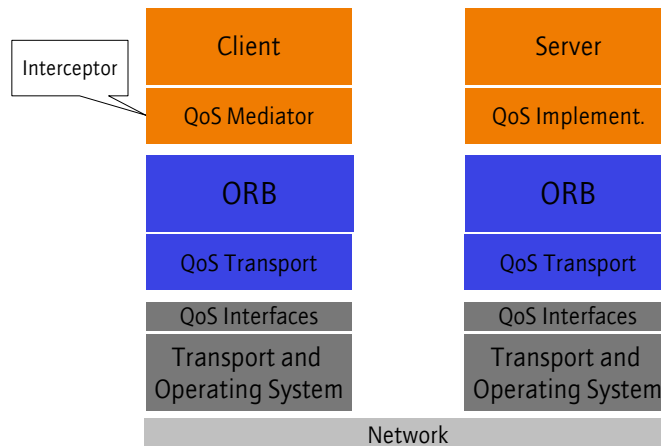 Client
Server
Interceptor
QoS Mediator
QoS Implement.
ORB
ORB
QoS Transport
QoS Transport
QoS Interfaces
QoS Interfaces
Transport and
Operating System
Transport and
Operating System
Network